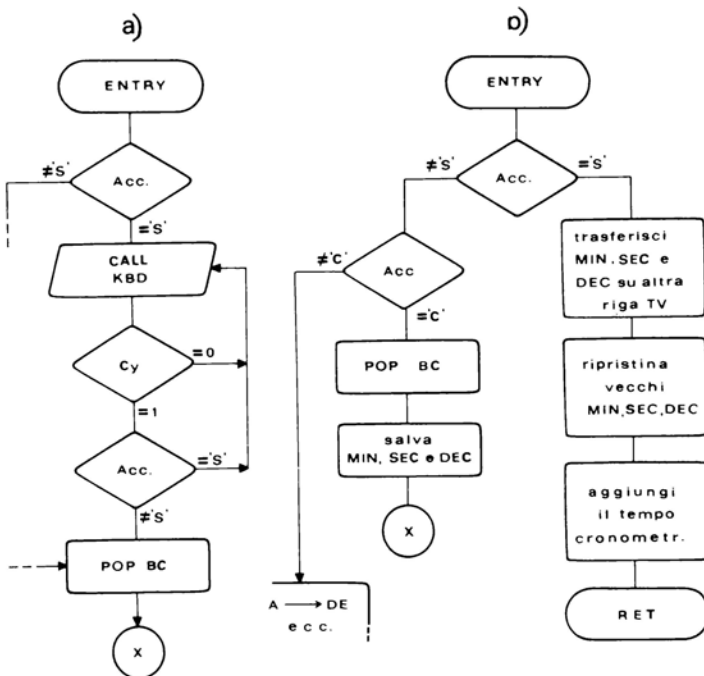 a)
ENTRY
≠'S'
Acc.
='S'
CALL
KBD
Cy
=0
=1
Acc.
='S'
≠'S'
POP BC
X
b)
ENTRY
≠'S'
Acc.
='S'
≠'C'
Acc
='C'
POP BC
salva
MIN, SEC e DEC
X
A → DE
ecc.
trasferisci
MIN. SEC e
DEC su altra
riga TV
ripristina
vecchi
MIN,SEC,DEC
aggiungi
il tempo
cronometr.
RET